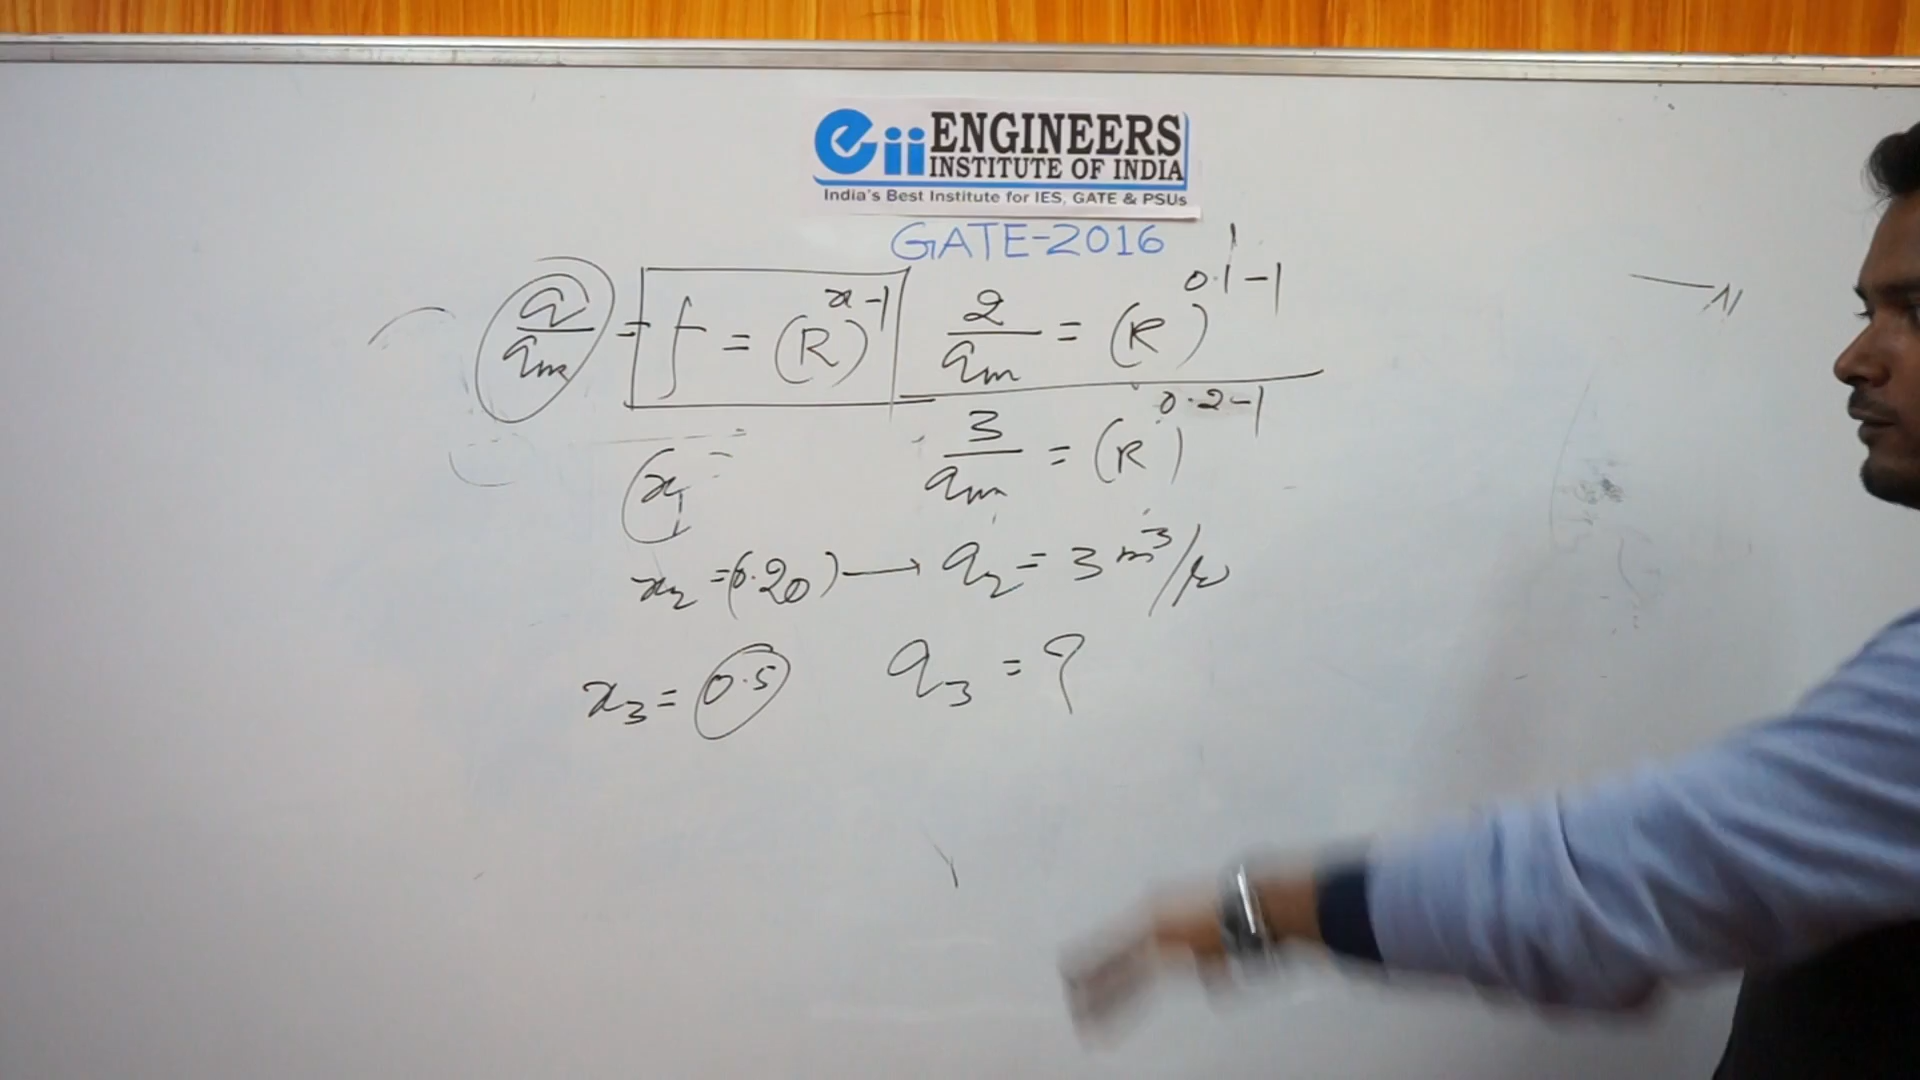 eii ENGINEERS
INSTITUTE OF INDIA
India's Best Institute for IES, GATE & PSUs
GATE-2016
q/qm = f = (R)^x-1
2/qm = (R)^0.1-1
3/qm = (R)^0.2-1
x1
x2 = (0.20) → q2 = 3 m³/hr
x3 = 0.5 q3 = ?